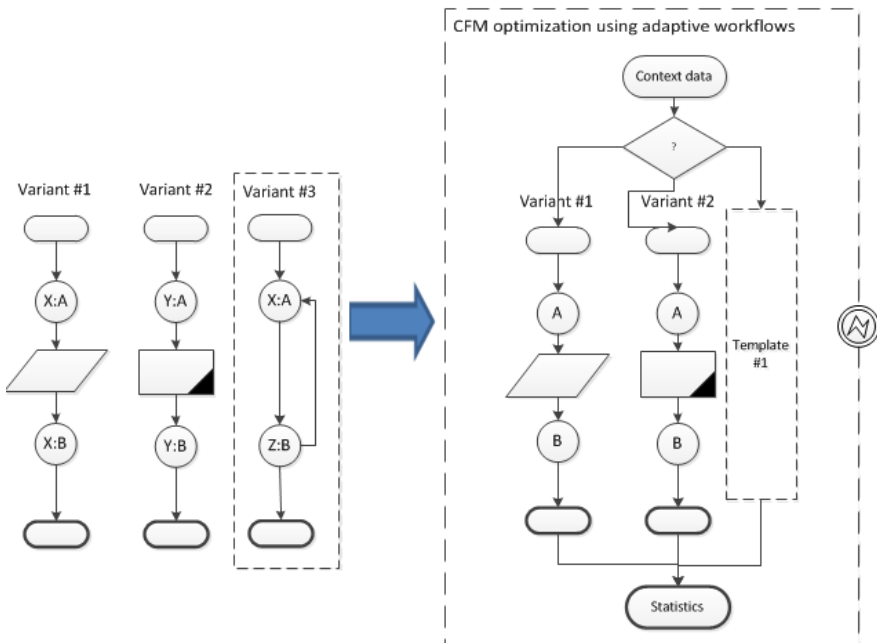 CFM optimization using adaptive workflows
Context data
?
Variant #1
Variant #2
Variant #3
X:A
Y:A
X:A
X:B
Y:B
Z:B
Variant #1
Variant #2
A
A
Template
#1
B
B
Statistics